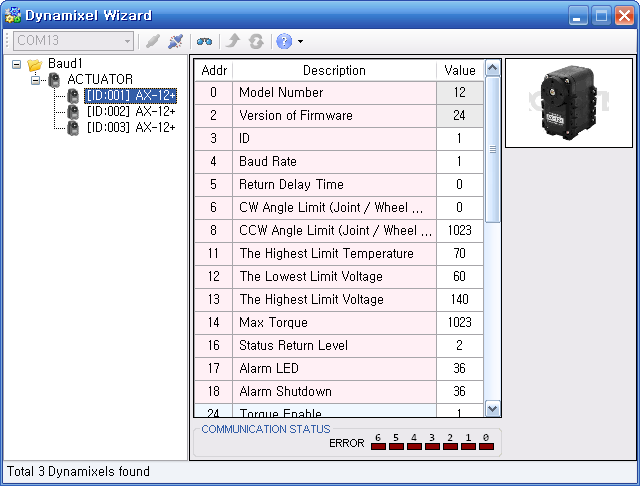 Dynamixel Wizard
COM13
Baud1
ACTUATOR
[ID:001] AX-12+
[ID:002] AX-12+
[ID:003] AX-12+
Addr Description Value
0 Model Number 12
2 Version of Firmware 24
3 ID 1
4 Baud Rate 1
5 Return Delay Time 0
6 CW Angle Limit (Joint / Wheel ... 0
8 CCW Angle Limit (Joint / Wheel ... 1023
11 The Highest Limit Temperature 70
12 The Lowest Limit Voltage 60
13 The Highest Limit Voltage 140
14 Max Torque 1023
16 Status Return Level 2
17 Alarm LED 36
18 Alarm Shutdown 36
24 Torque Enable 1
COMMUNICATION STATUS
ERROR 6 5 4 3 2 1 0
Total 3 Dynamixels found